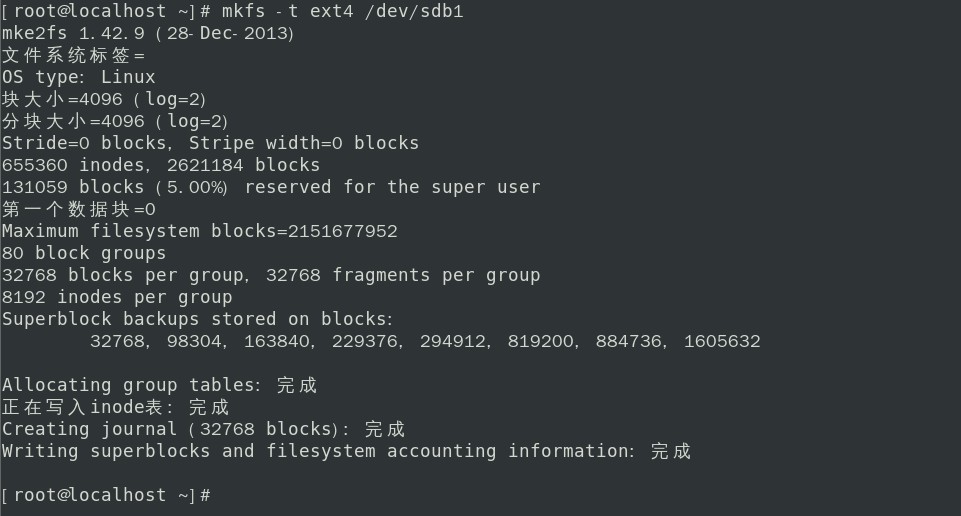 [root@localhost ~]# mkfs -t ext4 /dev/sdb1
mke2fs 1.42.9 (28-Dec-2013)
文件系统标签=
OS type: Linux
块大小=4096 (log=2)
分块大小=4096 (log=2)
Stride=0 blocks, Stripe width=0 blocks
655360 inodes, 2621184 blocks
131059 blocks (5.00%) reserved for the super user
第一个数据块=0
Maximum filesystem blocks=2151677952
80 block groups
32768 blocks per group, 32768 fragments per group
8192 inodes per group
Superblock backups stored on blocks:
32768, 98304, 163840, 229376, 294912, 819200, 884736, 1605632
Allocating group tables: 完成
正在写入inode表: 完成
Creating journal (32768 blocks): 完成
Writing superblocks and filesystem accounting information: 完成
[root@localhost ~]#